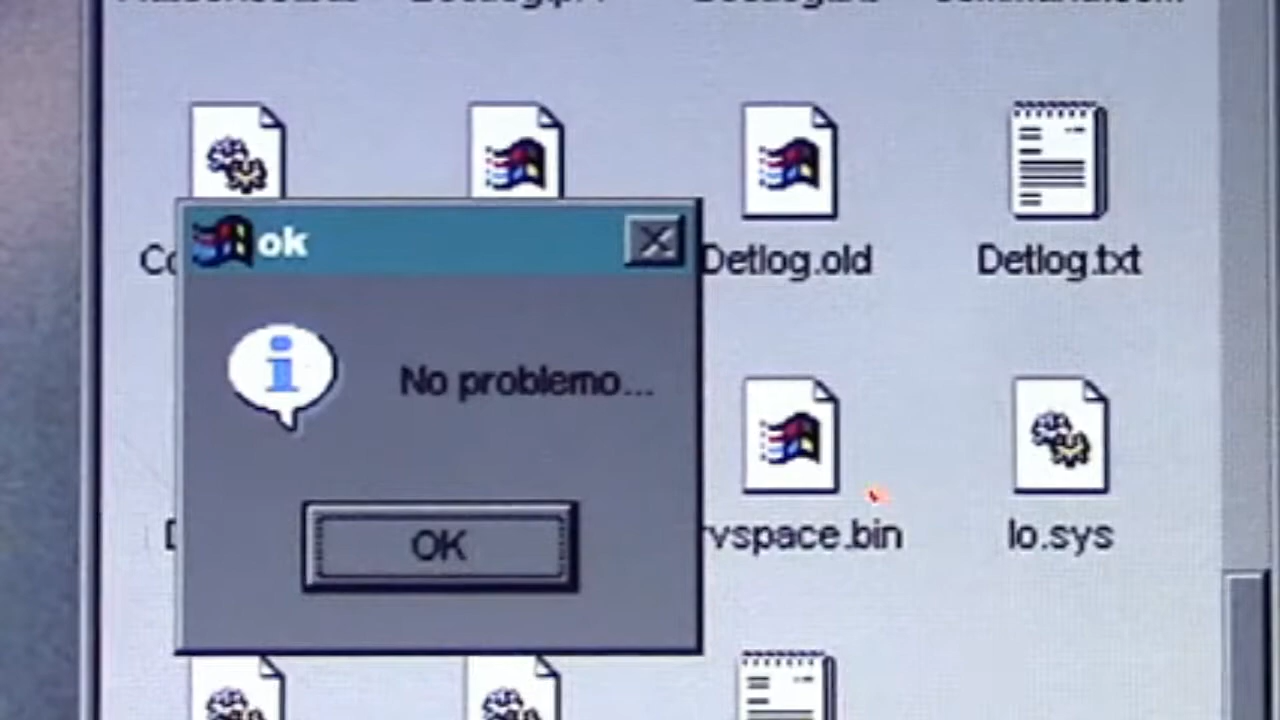 Detlog.old
Detlog.txt
ok
No problemo...
OK
rvspace.bin
Io.sys